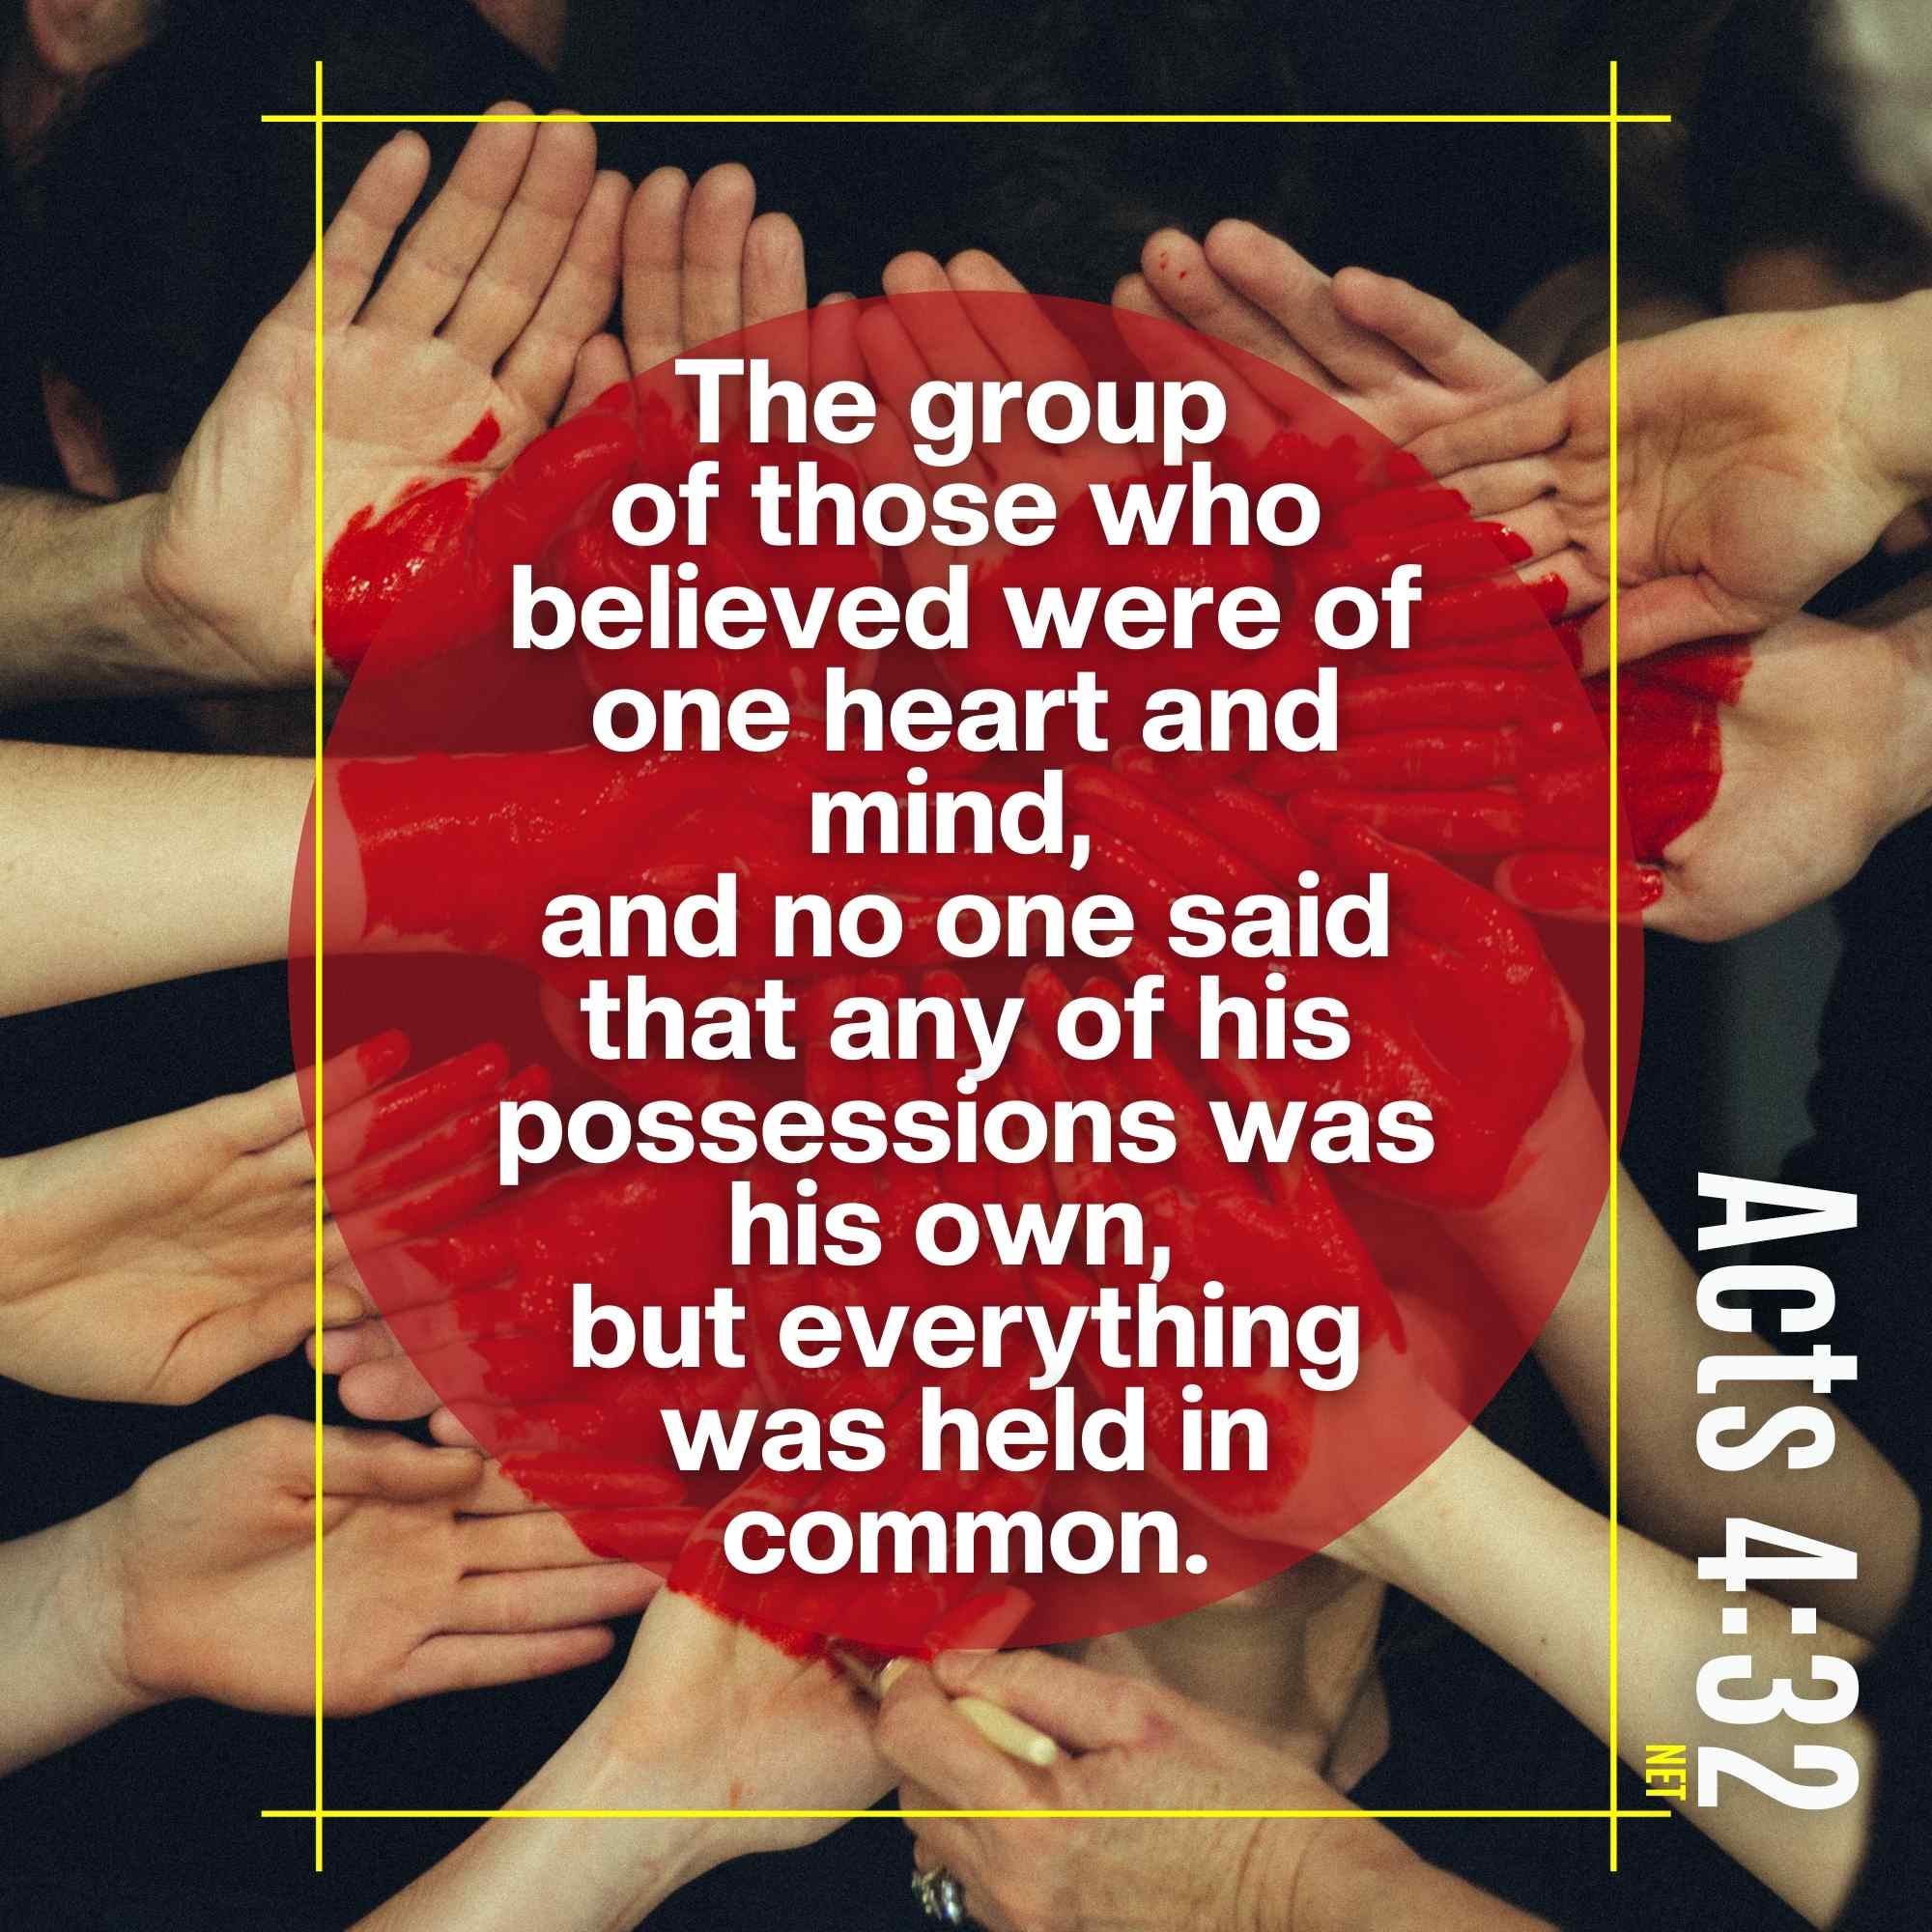 The group
of those who
believed were of
one heart and
mind,
and no one said
that any of his
possessions was
his own,
but everything
was held in
common.
Acts 4:32
NET